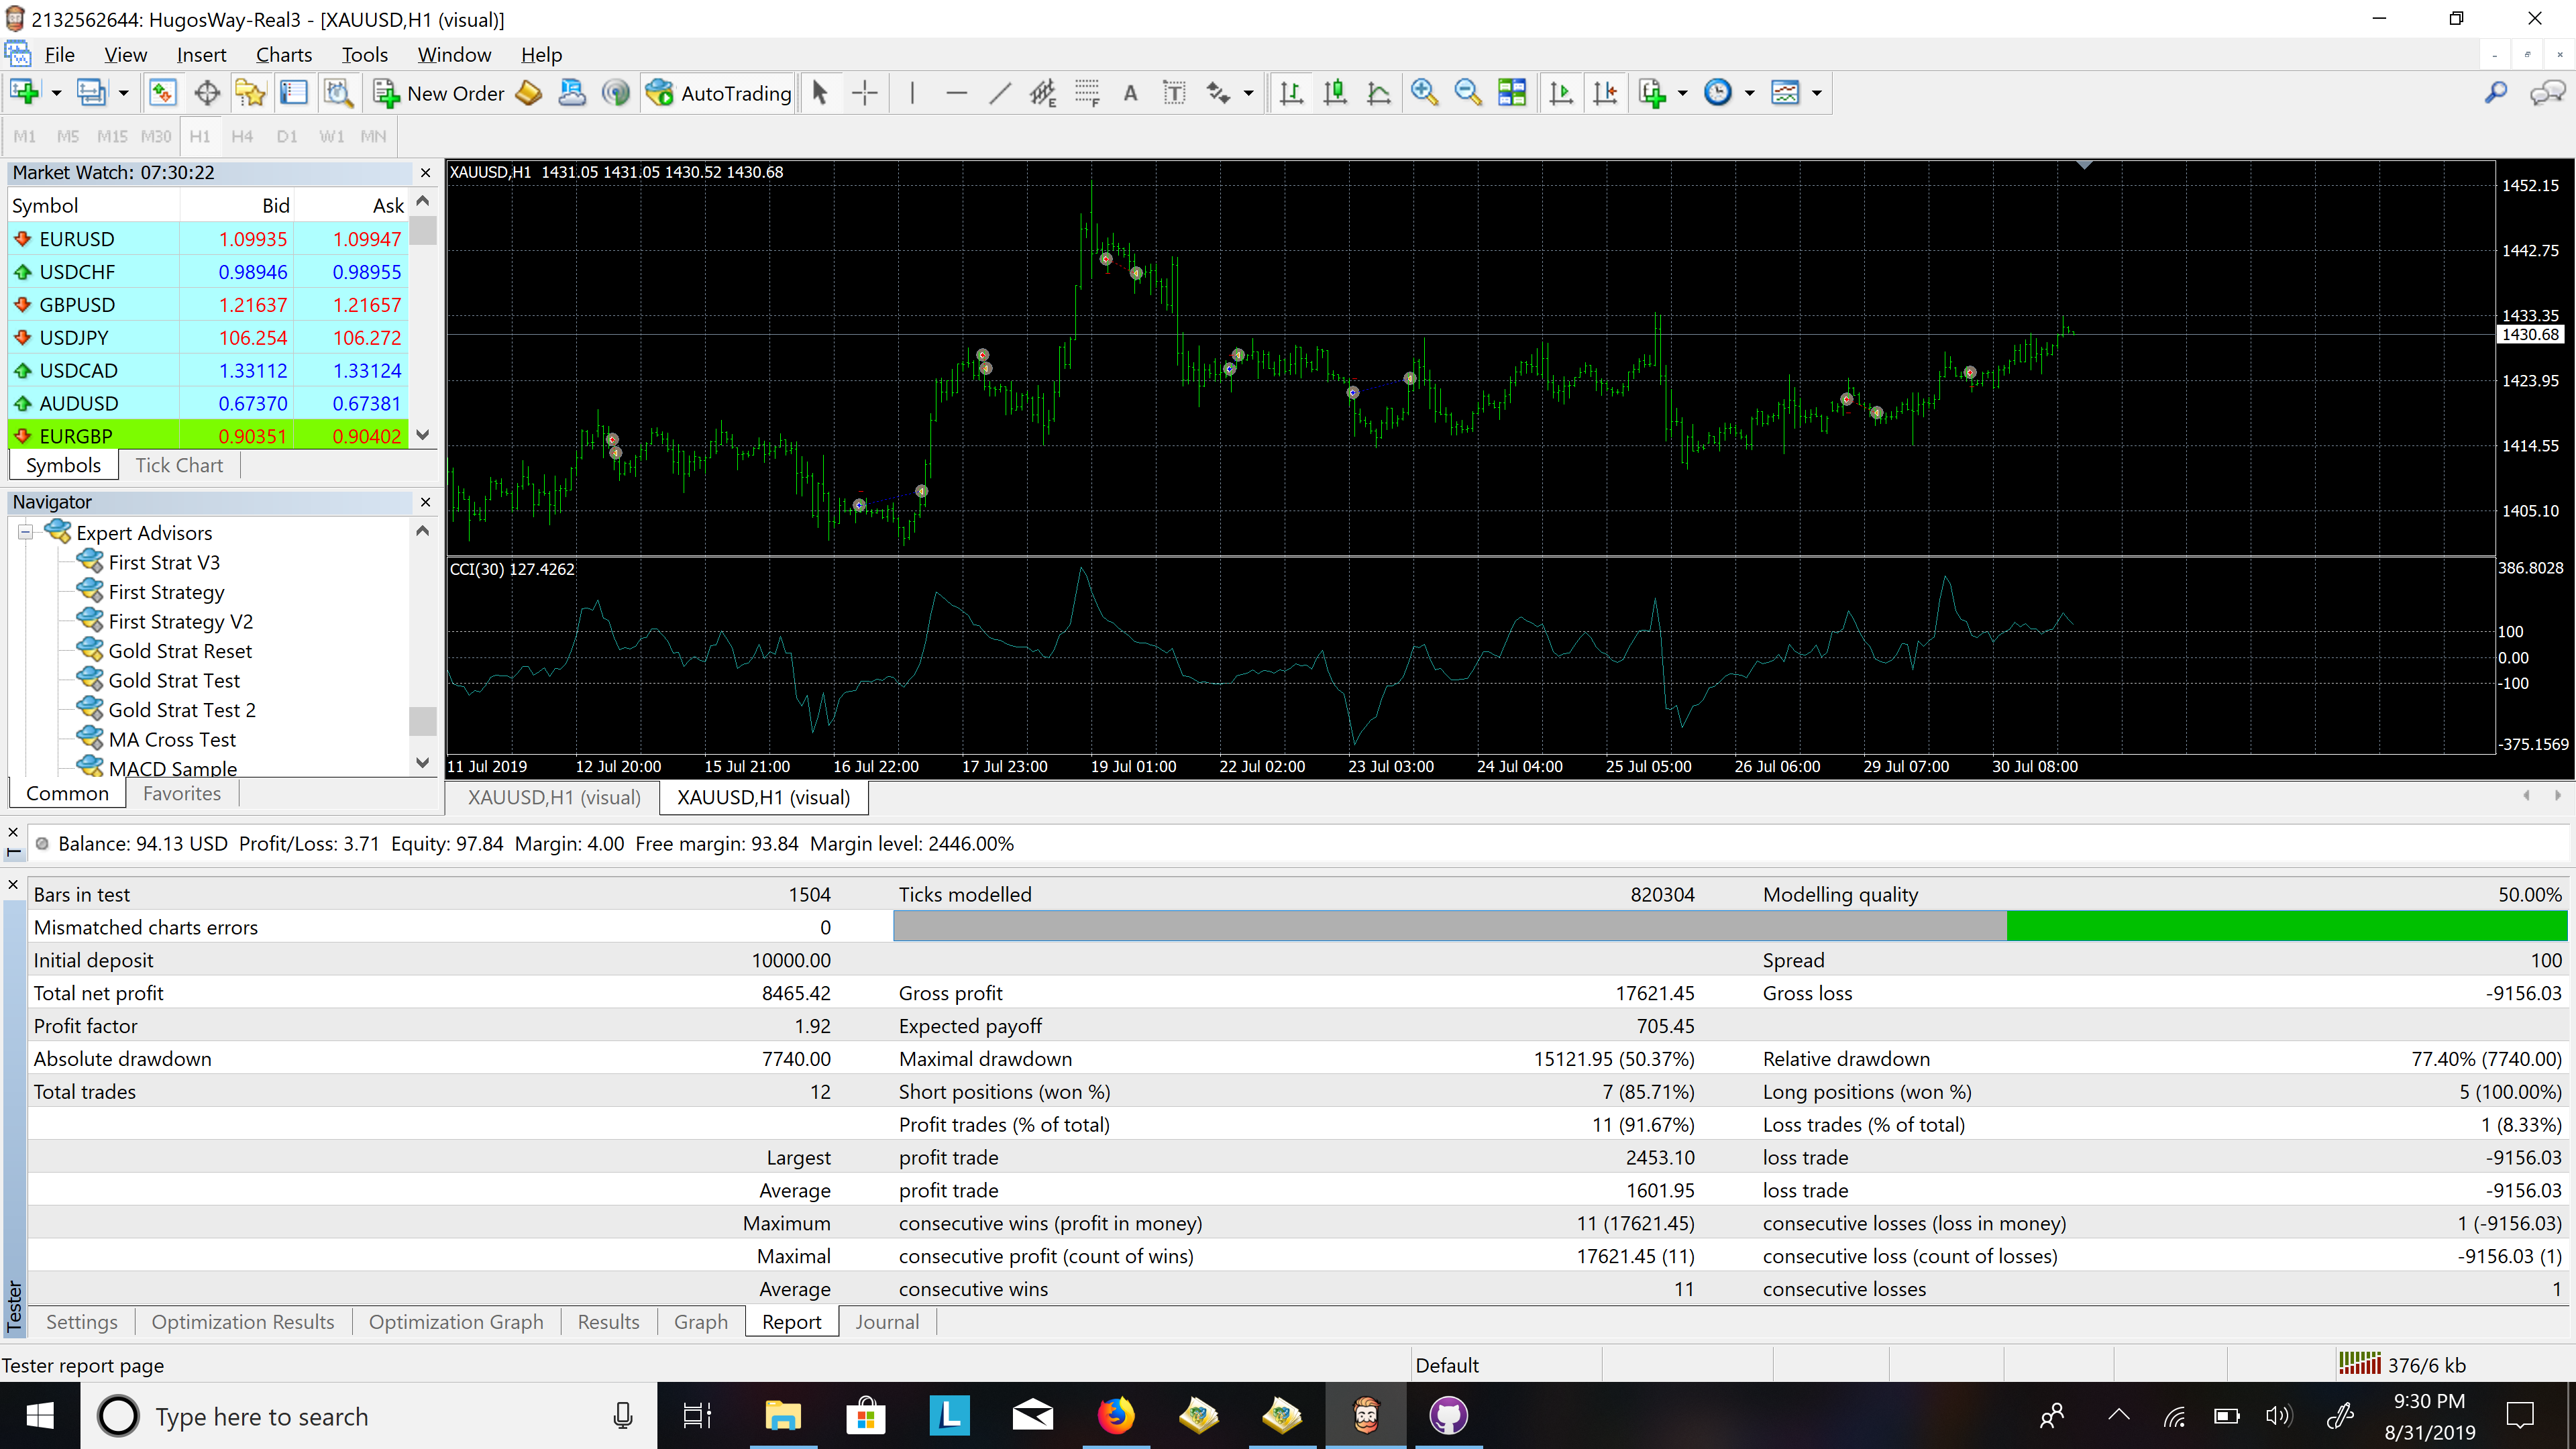 2132562644: HugosWay-Real3 - [XAUUSD,H1 (visual)]
File View Insert Charts Tools Window Help
New Order AutoTrading
M1 M5 M15 M30 H1 H4 D1 W1 MN
Market Watch: 07:30:22
Symbol Bid Ask
EURUSD 1.09935 1.09947
USDCHF 0.98946 0.98955
GBPUSD 1.21637 1.21657
USDJPY 106.254 106.272
USDCAD 1.33112 1.33124
AUDUSD 0.67370 0.67381
EURGBP 0.90351 0.90402
Symbols Tick Chart
Navigator
Expert Advisors
First Strat V3
First Strategy
First Strategy V2
Gold Strat Reset
Gold Strat Test
Gold Strat Test 2
MA Cross Test
MACD Sample
Common Favorites
XAUUSD,H1 1431.05 1431.05 1430.52 1430.68
1452.15
1442.75
1433.35
1430.68
1423.95
1414.55
1405.10
CCI(30) 127.4262
386.8028
100
0.00
-100
-375.1569
11 Jul 2019 12 Jul 20:00 15 Jul 21:00 16 Jul 22:00 17 Jul 23:00 19 Jul 01:00 22 Jul 02:00 23 Jul 03:00 24 Jul 04:00 25 Jul 05:00 26 Jul 06:00 29 Jul 07:00 30 Jul 08:00
XAUUSD,H1 (visual) XAUUSD,H1 (visual)
Balance: 94.13 USD Profit/Loss: 3.71 Equity: 97.84 Margin: 4.00 Free margin: 93.84 Margin level: 2446.00%
Bars in test 1504 Ticks modelled 820304 Modelling quality 50.00%
Mismatched charts errors 0
Initial deposit 10000.00 Spread 100
Total net profit 8465.42 Gross profit 17621.45 Gross loss -9156.03
Profit factor 1.92 Expected payoff 705.45
Absolute drawdown 7740.00 Maximal drawdown 15121.95 (50.37%) Relative drawdown 77.40% (7740.00)
Total trades 12 Short positions (won %) 7 (85.71%) Long positions (won %) 5 (100.00%)
Profit trades (% of total) 11 (91.67%) Loss trades (% of total) 1 (8.33%)
Largest profit trade 2453.10 loss trade -9156.03
Average profit trade 1601.95 loss trade -9156.03
Maximum consecutive wins (profit in money) 11 (17621.45) consecutive losses (loss in money) 1 (-9156.03)
Maximal consecutive profit (count of wins) 17621.45 (11) consecutive loss (count of losses) -9156.03 (1)
Average consecutive wins 11 consecutive losses 1
Tester
Settings Optimization Results Optimization Graph Results Graph Report Journal
Tester report page Default 376/6 kb
Type here to search
9:30 PM
8/31/2019